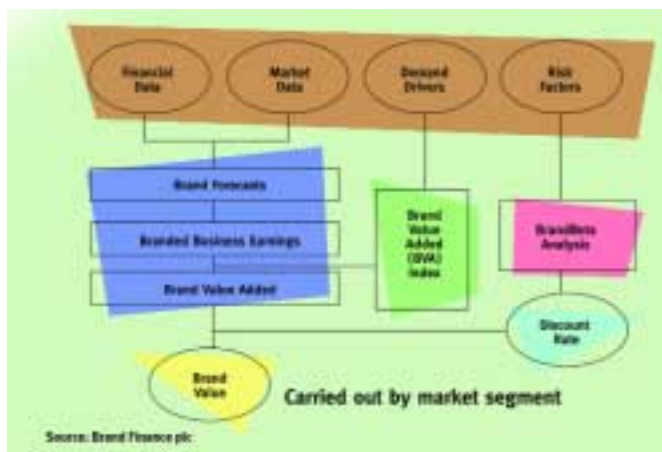 Financial
Data
Market
Data
Demand
Drivers
Risk
Factors
Brand Forecasts
Branded Business Earnings
Brand Value Added
Brand
Value
Added
(BVA)
Index
BrandBeta
Analysis
Discount
Rate
Brand
Value
Carried out by market segment
Source: Brand Finance plc